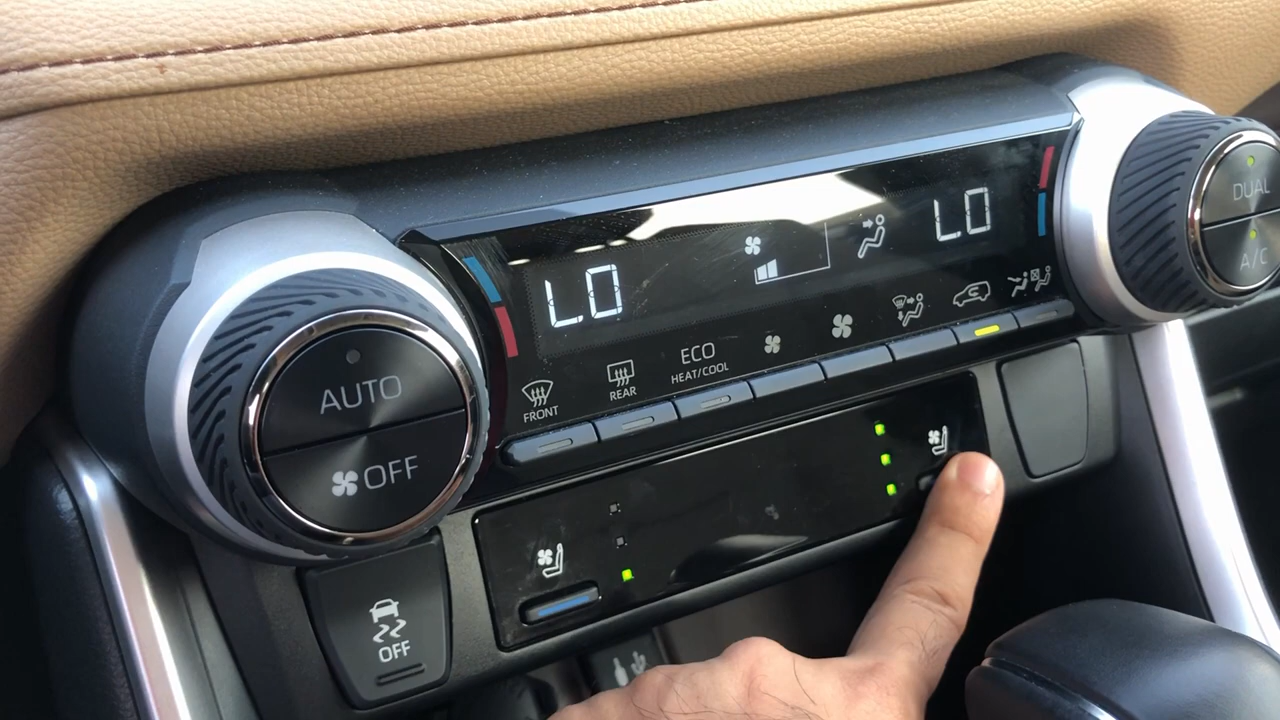 LO
LO
DUAL
A/C
FRONT
REAR
ECO
HEAT/COOL
AUTO
OFF
OFF